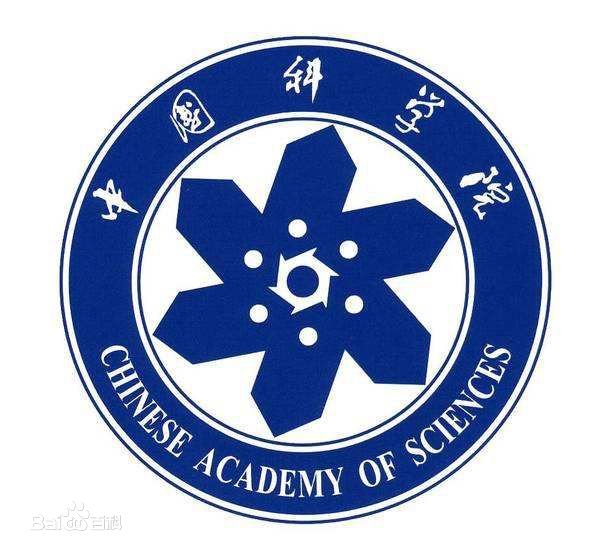 中国科学院
CHINESE ACADEMY OF SCIENCES
Baidu百科